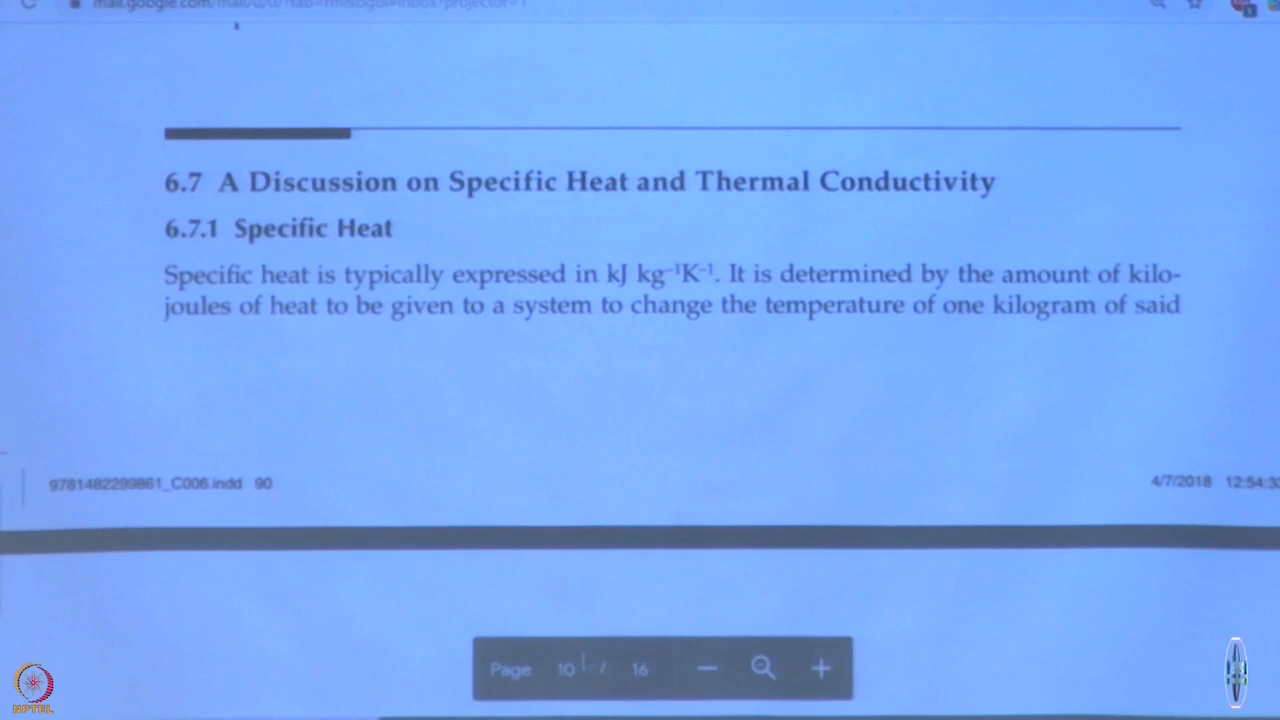 6.7 A Discussion on Specific Heat and Thermal Conductivity
6.7.1 Specific Heat
Specific heat is typically expressed in kJ kg⁻¹K⁻¹. It is determined by the amount of kilo-
joules of heat to be given to a system to change the temperature of one kilogram of said
9781482299861_C006.indd 90
4/7/2018 12:54:3
Page 10 / 16
NPTEL